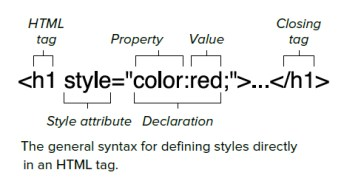 HTML tag
Property
Value
Closing tag
<h1 style="color:red;">...</h1>
Style attribute
Declaration
The general syntax for defining styles directly
in an HTML tag.